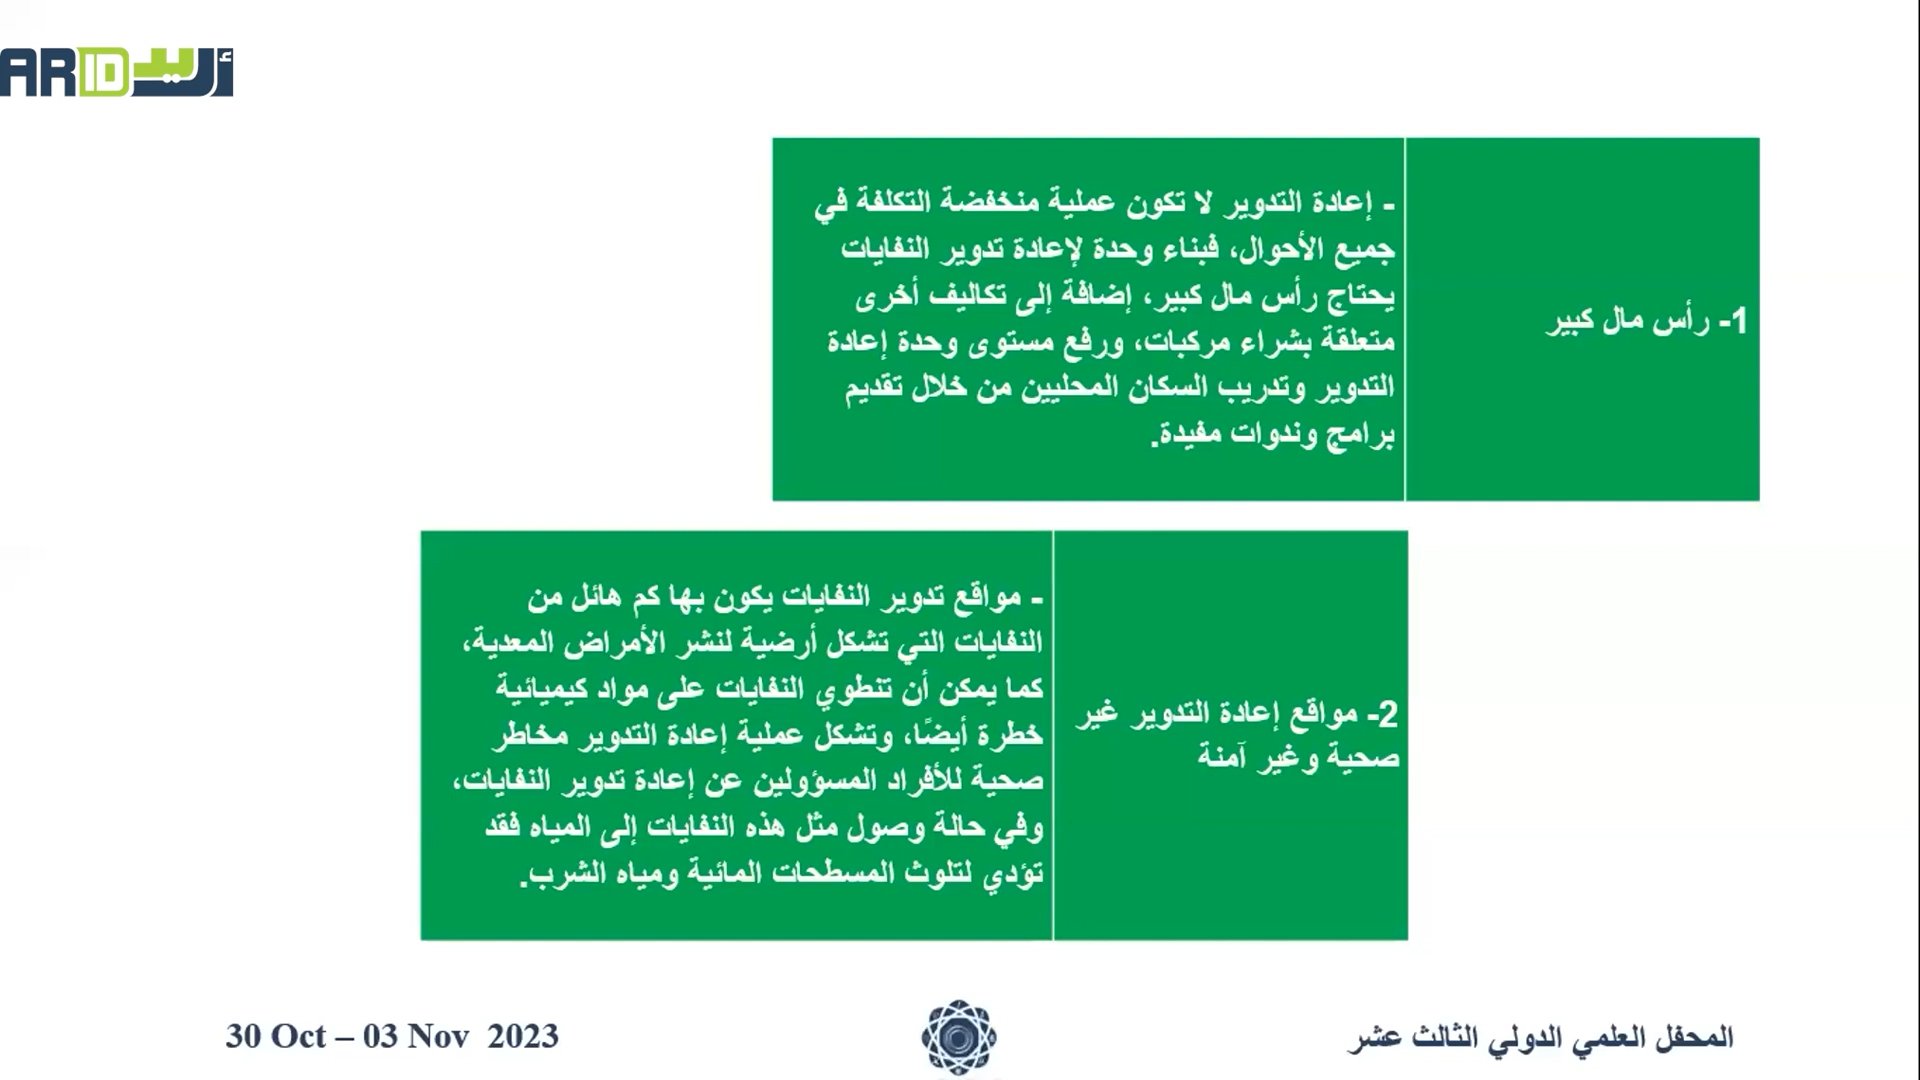 ARID أريد
1- رأس مال كبير
- إعادة التدوير لا تكون عملية منخفضة التكلفة في
جميع الأحوال، فبناء وحدة لإعادة تدوير النفايات
يحتاج رأس مال كبير، إضافة إلى تكاليف أخرى
متعلقة بشراء مركبات، ورفع مستوى وحدة إعادة
التدوير وتدريب السكان المحليين من خلال تقديم
برامج وندوات مفيدة.
2- مواقع إعادة التدوير غير
صحية وغير آمنة
- مواقع تدوير النفايات يكون بها كم هائل من
النفايات التي تشكل أرضية لنشر الأمراض المعدية،
كما يمكن أن تنطوي النفايات على مواد كيميائية
خطرة أيضًا، وتشكل عملية إعادة التدوير مخاطر
صحية للأفراد المسؤولين عن إعادة تدوير النفايات،
وفي حالة وصول مثل هذه النفايات إلى المياه فقد
تؤدي لتلوث المسطحات المائية ومياه الشرب.
المحفل العلمي الدولي الثالث عشر
30 Oct – 03 Nov 2023